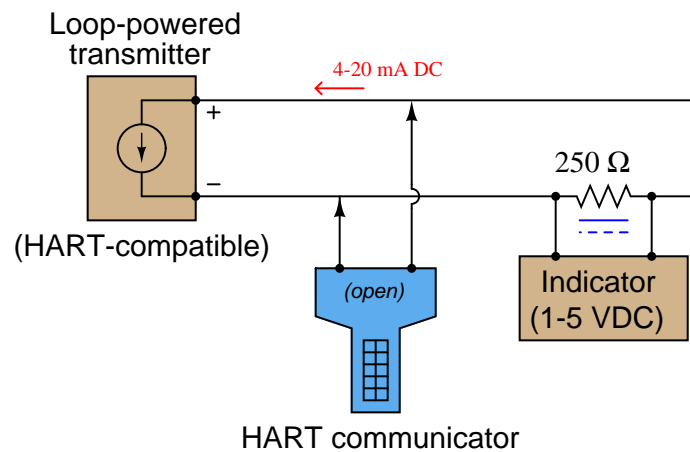 Loop-powered
transmitter
4-20 mA DC
+
250 Ω
−
(HART-compatible)
(open)
Indicator
(1-5 VDC)
HART communicator